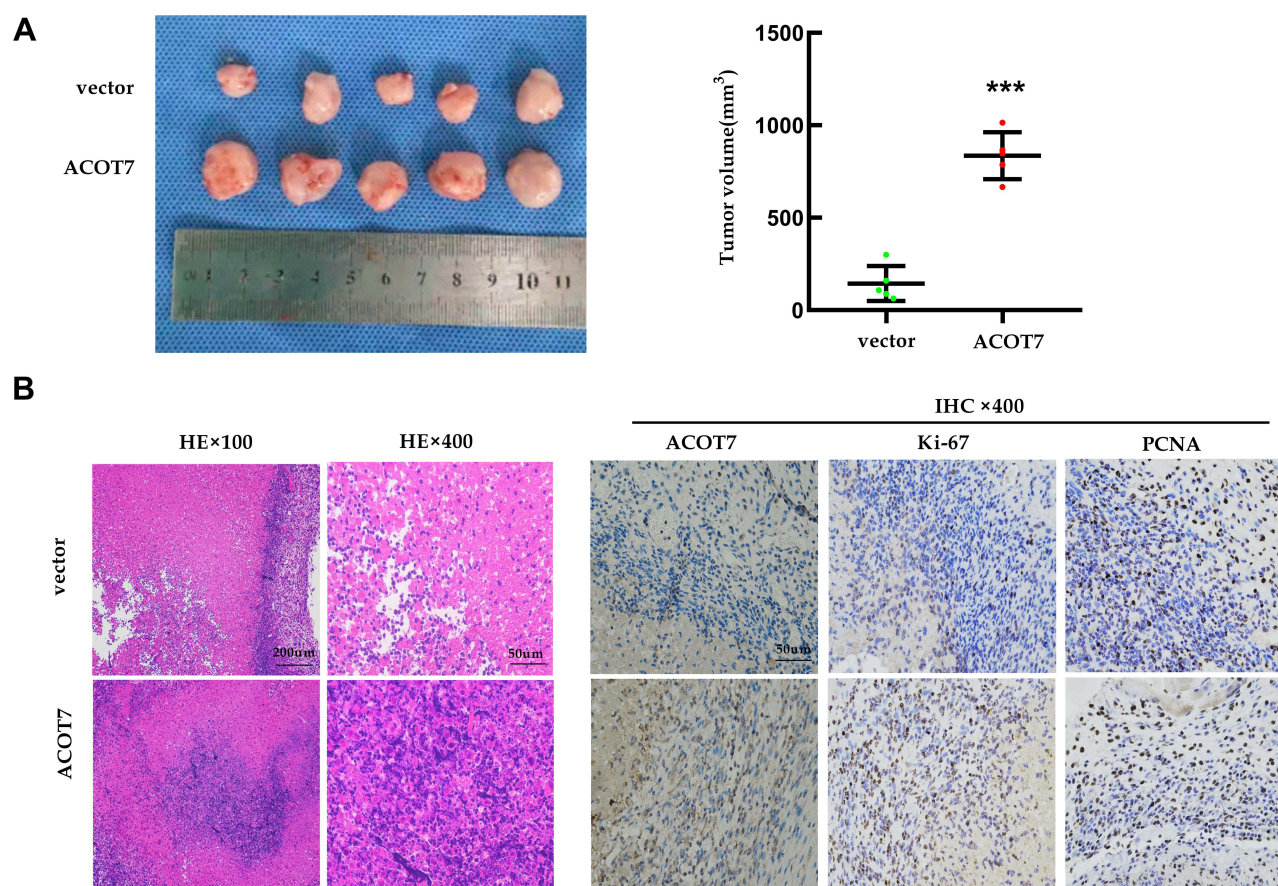 A
vector
ACOT7
CM 1 2 3 4 5 6 7 8 9 10 11
Tumor volume(mm³)
1500
1000
500
0
***
vector
ACOT7
B
IHC ×400
HE×100
HE×400
ACOT7
Ki-67
PCNA
vector
200um
50um
50um
ACOT7